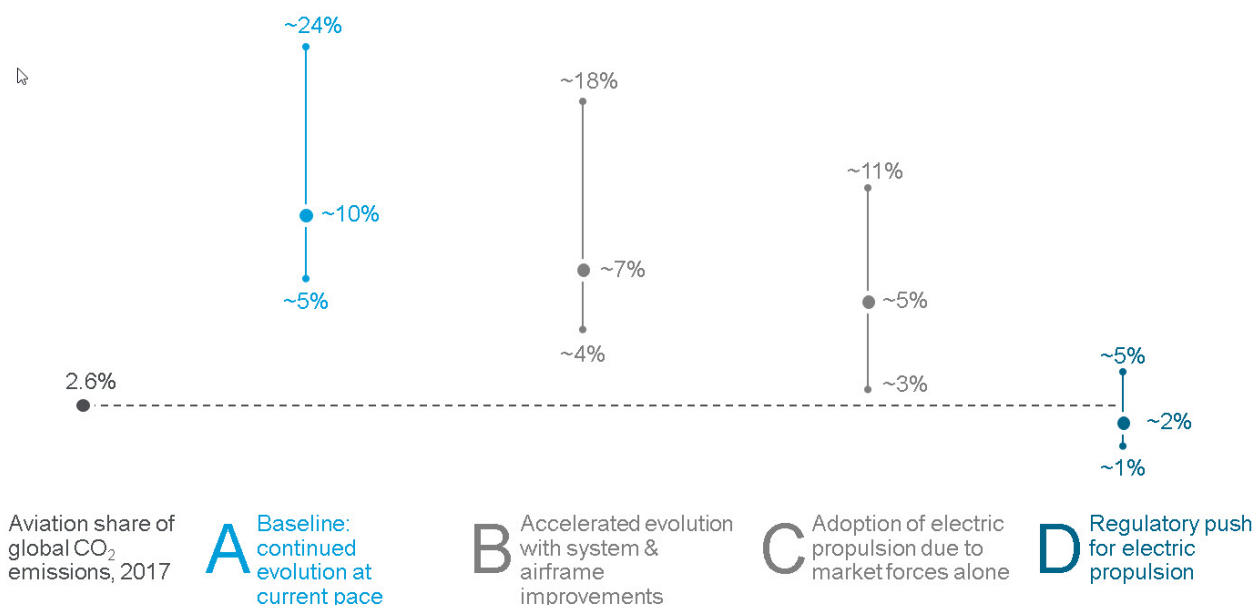 ~24%
~10%
~5%
~18%
~7%
~4%
~11%
~5%
~3%
~5%
~2%
~1%
2.6%
Aviation share of
global CO₂
emissions, 2017
A
Baseline:
continued
evolution at
current pace
B
Accelerated evolution
with system &
airframe
improvements
C
Adoption of electric
propulsion due to
market forces alone
D
Regulatory push
for electric
propulsion